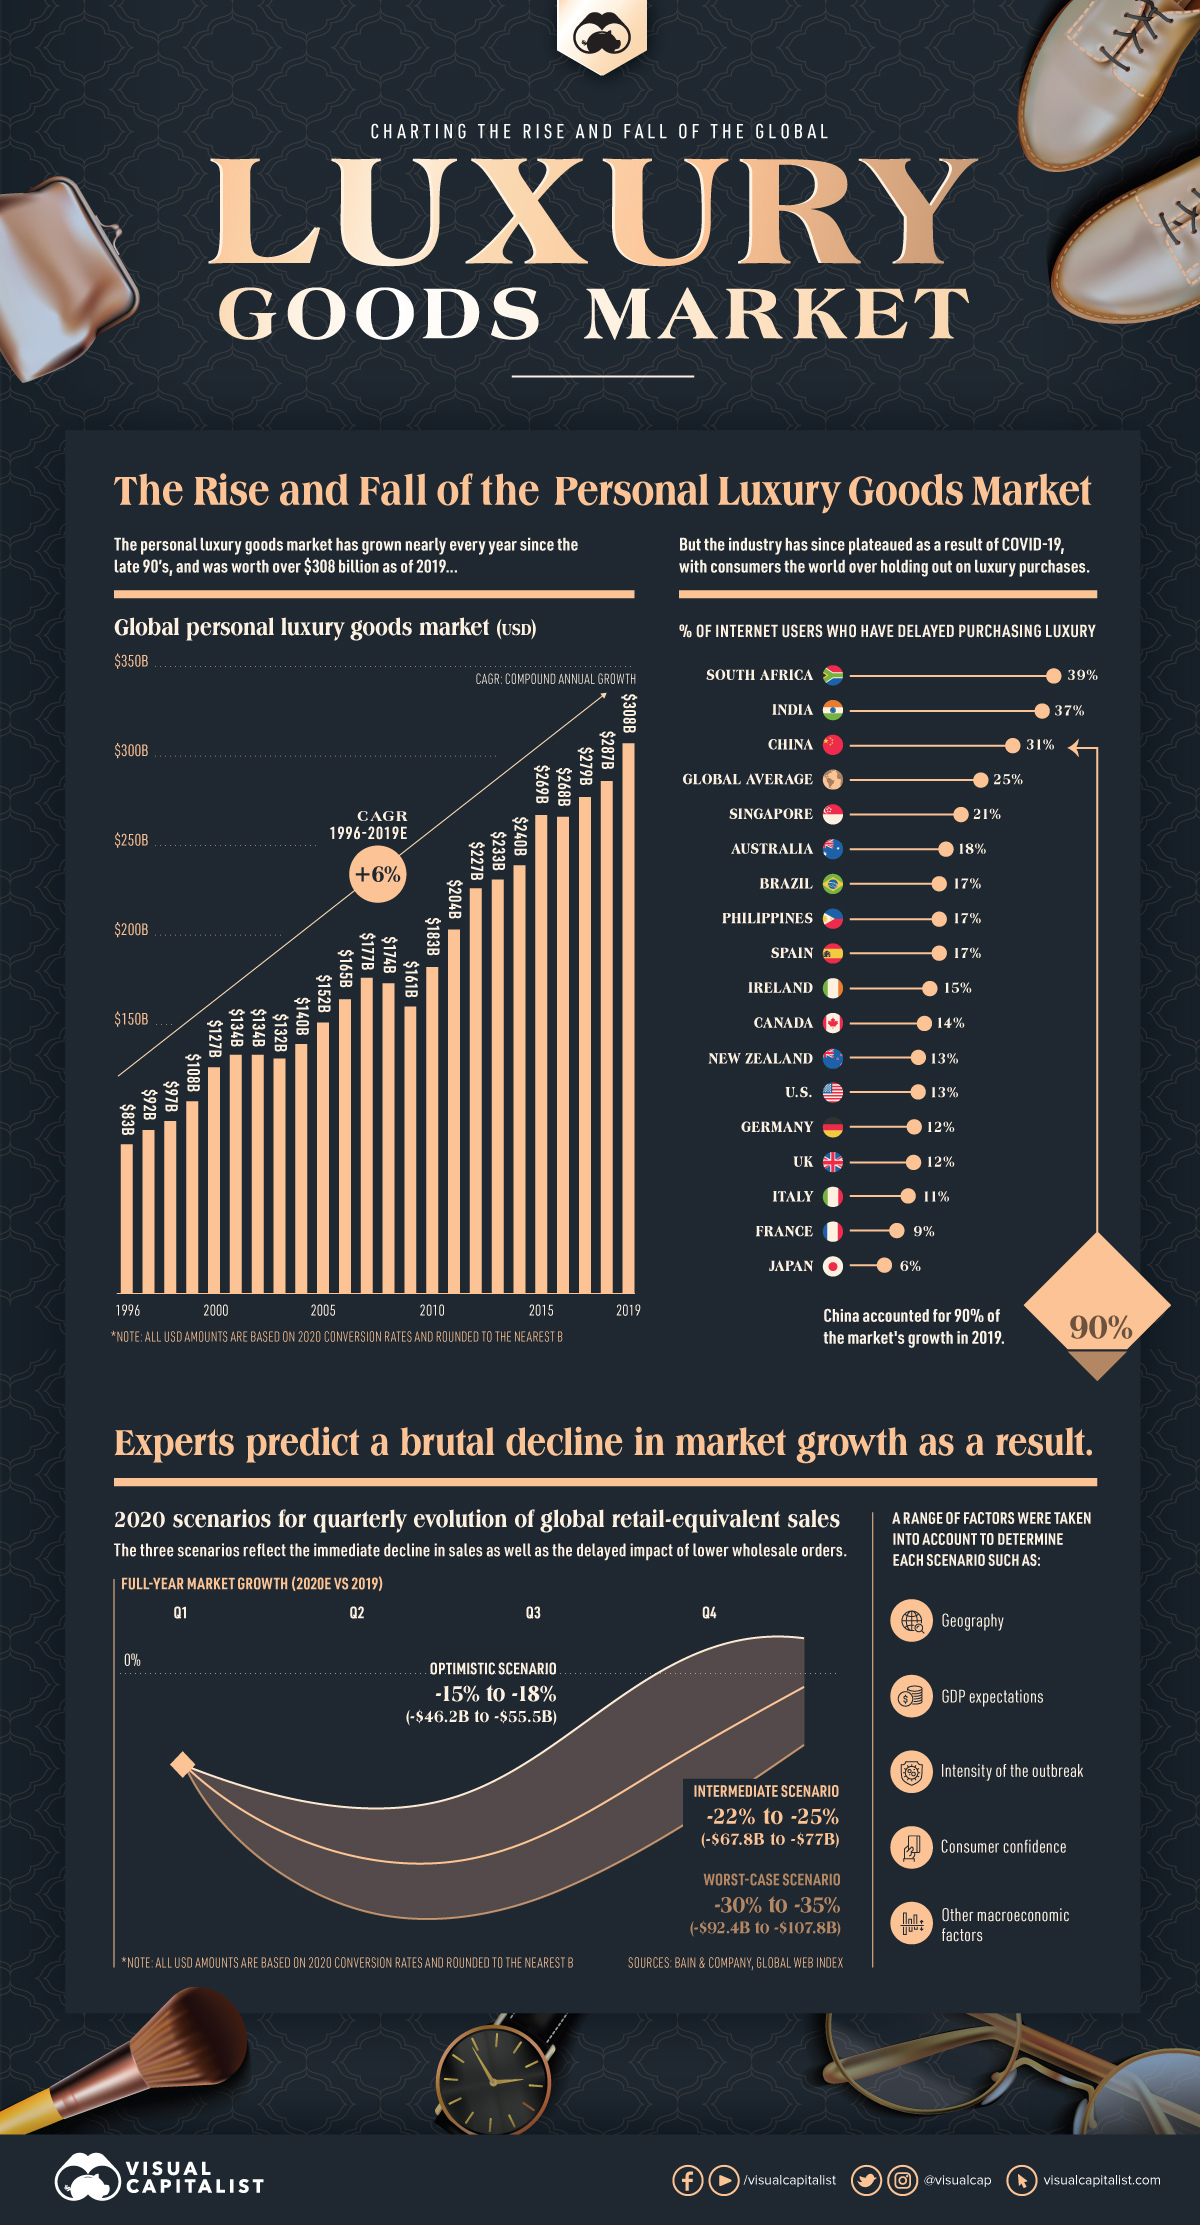 CHARTING THE RISE AND FALL OF THE GLOBAL
LUXURY
GOODS MARKET
The Rise and Fall of the Personal Luxury Goods Market
The personal luxury goods market has grown nearly every year since the
late 90's, and was worth over $308 billion as of 2019...
Global personal luxury goods market (USD)
$350B
CAGR: COMPOUND ANNUAL GROWTH
$300B
$250B
$200B
$150B
CAGR
1996-2019E
+6%
$83B
$92B
$97B
$108B
$127B
$134B
$134B
$132B
$140B
$152B
$165B
$177B
$174B
$161B
$183B
$204B
$227B
$233B
$240B
$269B
$268B
$279B
$287B
$308B
1996
2000
2005
2010
2015
2019
*NOTE: ALL USD AMOUNTS ARE BASED ON 2020 CONVERSION RATES AND ROUNDED TO THE NEAREST B
But the industry has since plateaued as a result of COVID-19,
with consumers the world over holding out on luxury purchases.
% OF INTERNET USERS WHO HAVE DELAYED PURCHASING LUXURY
SOUTH AFRICA 39%
INDIA 37%
CHINA 31%
GLOBAL AVERAGE 25%
SINGAPORE 21%
AUSTRALIA 18%
BRAZIL 17%
PHILIPPINES 17%
SPAIN 17%
IRELAND 15%
CANADA 14%
NEW ZEALAND 13%
U.S. 13%
GERMANY 12%
UK 12%
ITALY 11%
FRANCE 9%
JAPAN 6%
China accounted for 90% of
the market's growth in 2019.
90%
Experts predict a brutal decline in market growth as a result.
2020 scenarios for quarterly evolution of global retail-equivalent sales
The three scenarios reflect the immediate decline in sales as well as the delayed impact of lower wholesale orders.
FULL-YEAR MARKET GROWTH (2020E VS 2019)
Q1
Q2
Q3
Q4
0%
OPTIMISTIC SCENARIO
-15% to -18%
(-$46.2B to -$55.5B)
INTERMEDIATE SCENARIO
-22% to -25%
(-$67.8B to -$77B)
WORST-CASE SCENARIO
-30% to -35%
(-$92.4B to -$107.8B)
*NOTE: ALL USD AMOUNTS ARE BASED ON 2020 CONVERSION RATES AND ROUNDED TO THE NEAREST B
SOURCES: BAIN & COMPANY, GLOBAL WEB INDEX
A RANGE OF FACTORS WERE TAKEN
INTO ACCOUNT TO DETERMINE
EACH SCENARIO SUCH AS:
Geography
GDP expectations
Intensity of the outbreak
Consumer confidence
Other macroeconomic
factors
VISUAL
CAPITALIST
/visualcapitalist
@visualcap
visualcapitalist.com